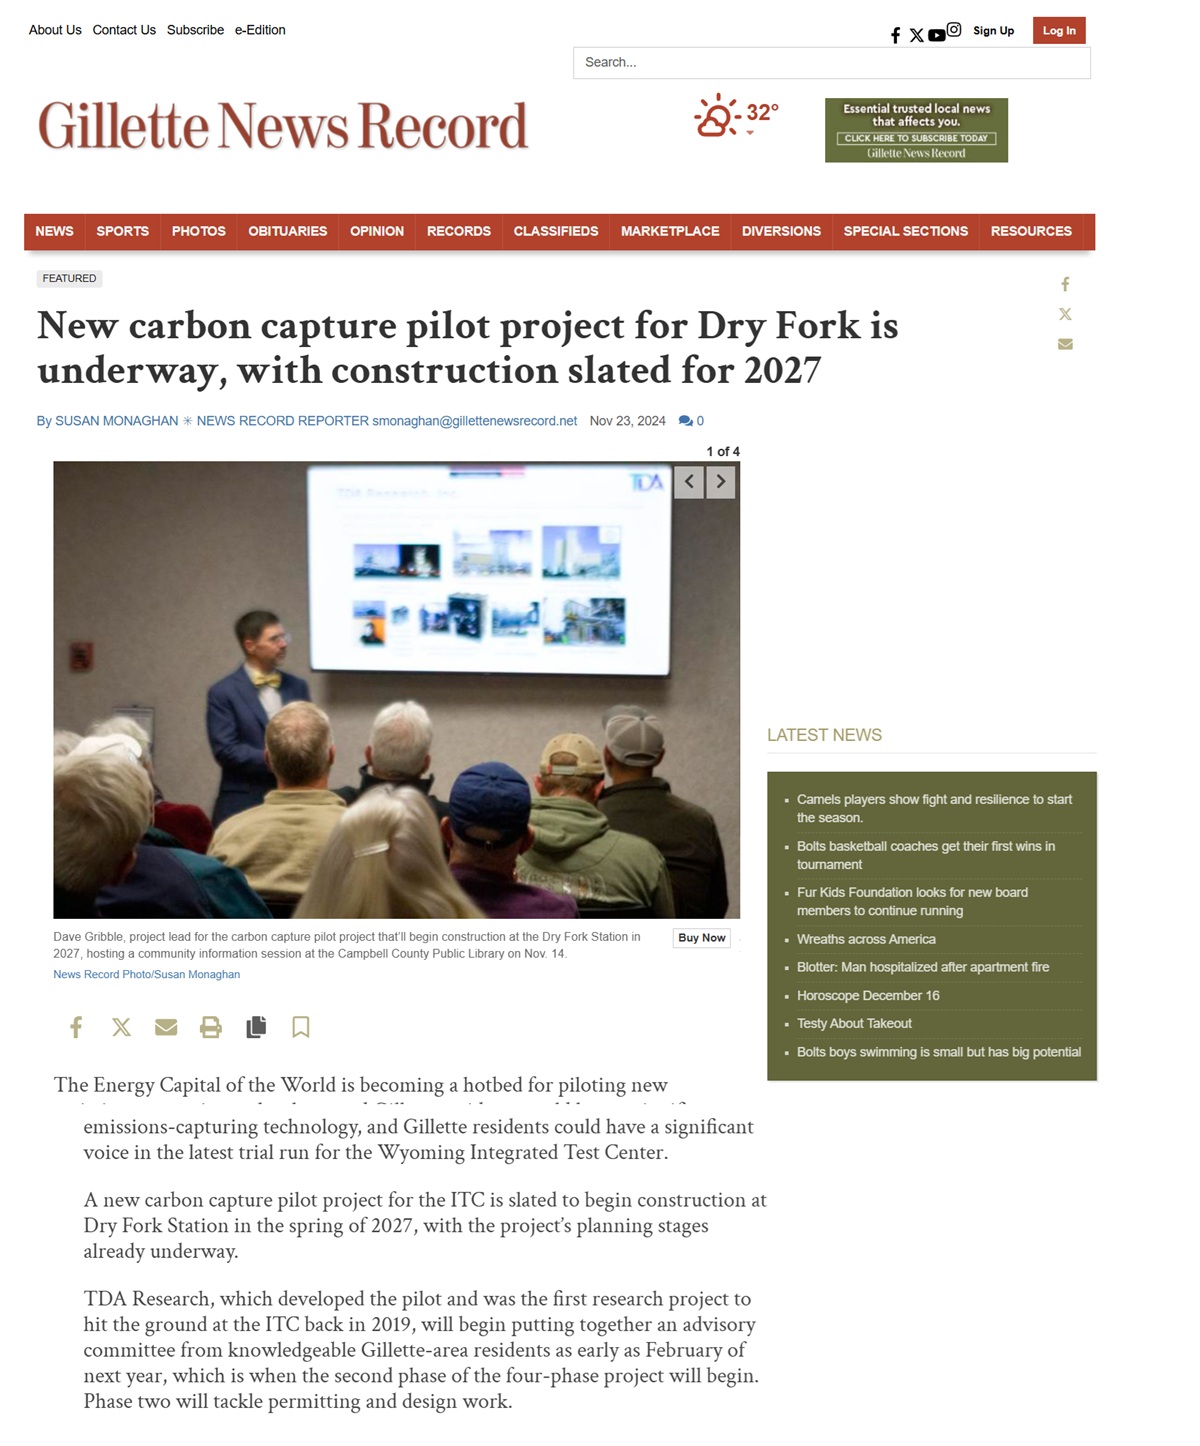 About Us Contact Us Subscribe e-Edition
Sign Up
Log In
Search...
Gillette News Record
32°
Essential trusted local news
that affects you.
CLICK HERE TO SUBSCRIBE TODAY
Gillette News Record
NEWS SPORTS PHOTOS OBITUARIES OPINION RECORDS CLASSIFIEDS MARKETPLACE DIVERSIONS SPECIAL SECTIONS RESOURCES
FEATURED
New carbon capture pilot project for Dry Fork is
underway, with construction slated for 2027
By SUSAN MONAGHAN ✳ NEWS RECORD REPORTER smonaghan@gillettenewsrecord.net Nov 23, 2024 0
1 of 4
TDA Research, Inc.
TDA
Dave Gribble, project lead for the carbon capture pilot project that'll begin construction at the Dry Fork Station in
2027, hosting a community information session at the Campbell County Public Library on Nov. 14.
Buy Now
News Record Photo/Susan Monaghan
LATEST NEWS
Camels players show fight and resilience to start
the season.
Bolts basketball coaches get their first wins in
tournament
Fur Kids Foundation looks for new board
members to continue running
Wreaths across America
Blotter: Man hospitalized after apartment fire
Horoscope December 16
Testy About Takeout
Bolts boys swimming is small but has big potential
The Energy Capital of the World is becoming a hotbed for piloting new
emissions-capturing technology, and Gillette residents could have a significant
voice in the latest trial run for the Wyoming Integrated Test Center.
A new carbon capture pilot project for the ITC is slated to begin construction at
Dry Fork Station in the spring of 2027, with the project's planning stages
already underway.
TDA Research, which developed the pilot and was the first research project to
hit the ground at the ITC back in 2019, will begin putting together an advisory
committee from knowledgeable Gillette-area residents as early as February of
next year, which is when the second phase of the four-phase project will begin.
Phase two will tackle permitting and design work.